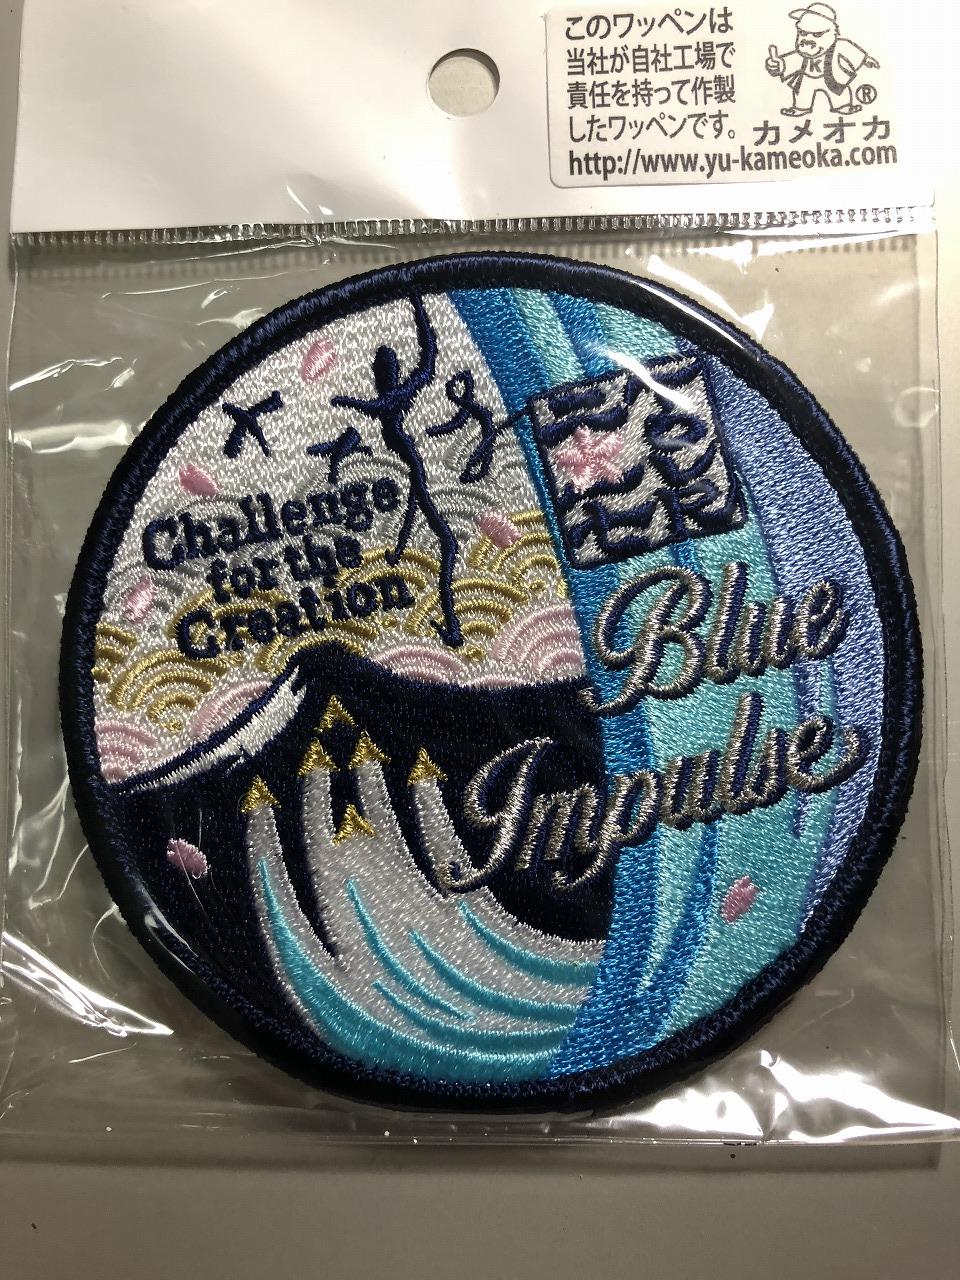 このワッペンは
当社が自社工場で
責任を持って作製
したワッペンです。
カメオカ
®
http://www.yu-kameoka.com
K
Challenge
for the
Creation
Blue
Impulse